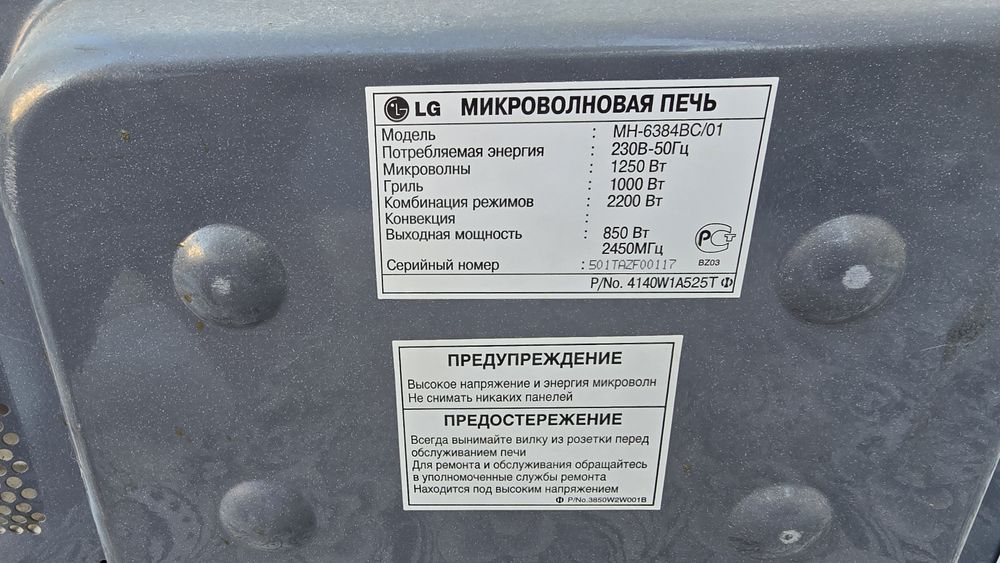 LG МИКРОВОЛНОВАЯ ПЕЧЬ
Модель : MH-6384BC/01
Потребляемая энергия : 230В-50Гц
Микроволны : 1250 Вт
Гриль : 1000 Вт
Комбинация режимов : 2200 Вт
Конвекция :
Выходная мощность : 850 Вт
2450МГц
Серийный номер : 501TAZF00117
РСТ
BZ03
P/No. 4140W1A525T Ф
ПРЕДУПРЕЖДЕНИЕ
Высокое напряжение и энергия микроволн
Не снимать никаких панелей
ПРЕДОСТЕРЕЖЕНИЕ
Всегда вынимайте вилку из розетки перед
обслуживанием печи
Для ремонта и обслуживания обращайтесь
в уполномоченные службы ремонта
Находится под высоким напряжением
Ф P/No.3850W2W001B